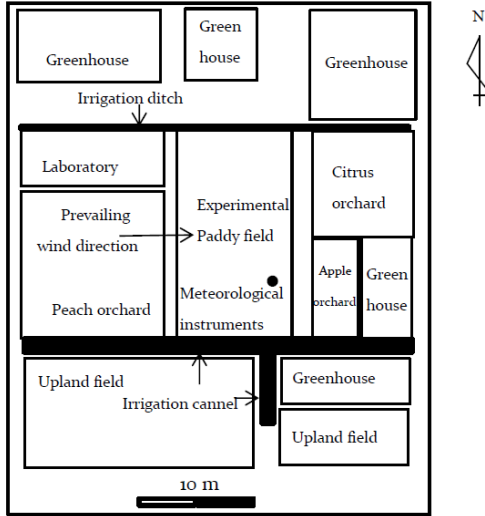 N
Green
house
Greenhouse
Greenhouse
Irrigation ditch
Laboratory
Citrus
orchard
Prevailing
wind direction
Experimental
Paddy field
Apple
orchard
Green
house
Peach orchard
Meteorological
instruments
Upland field
Irrigation cannel
Greenhouse
Upland field
10 m